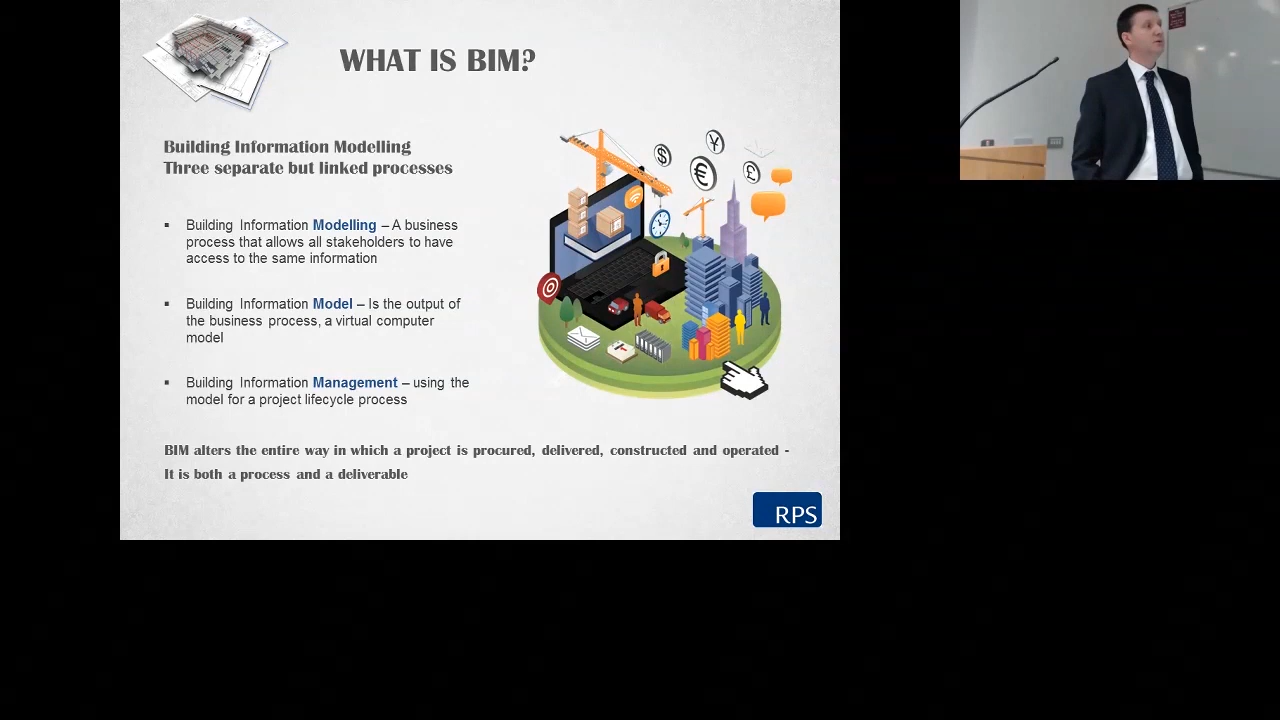 WHAT IS BIM?
Building Information Modelling
Three separate but linked processes
▪ Building Information Modelling – A business
process that allows all stakeholders to have
access to the same information
▪ Building Information Model – Is the output of
the business process, a virtual computer
model
▪ Building Information Management – using the
model for a project lifecycle process
BIM alters the entire way in which a project is procured, delivered, constructed and operated -
It is both a process and a deliverable
RPS